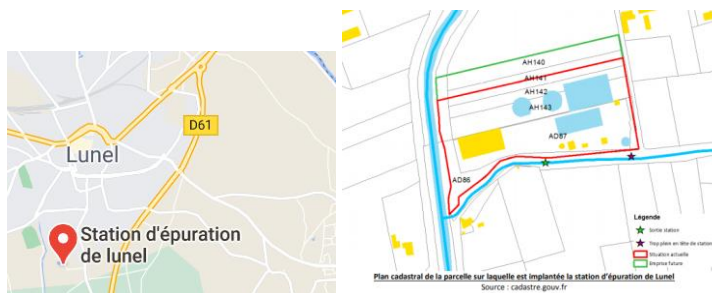 D61
Lunel
Station d'épuration
de lunel
AH140
AH141
AH142
AH143
AD87
AD86
Légende
Sortie station
Trop plein en tête de station
Situation actuelle
Emprise future
Plan cadastral de la parcelle sur laquelle est implantée la station d'épuration de Lunel
Source : cadastre.gouv.fr